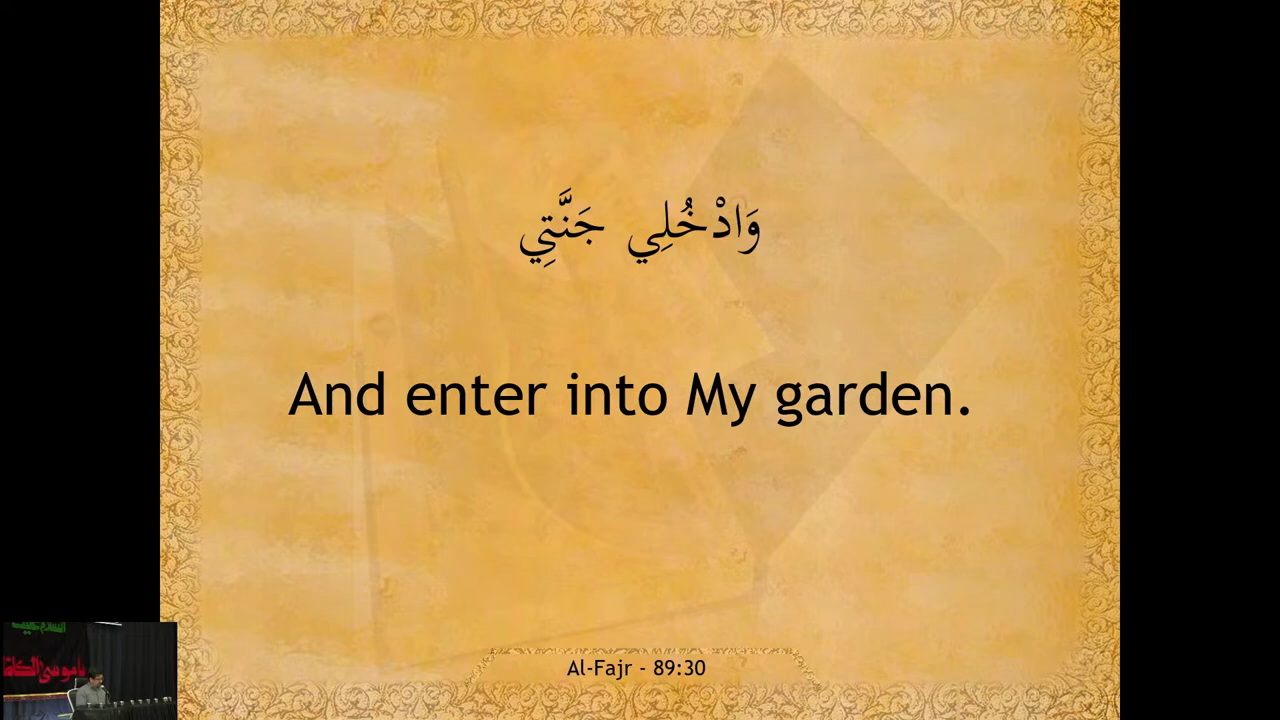 وَادْخُلِي جَنَّتِي
And enter into My garden.
Al-Fajr - 89:30